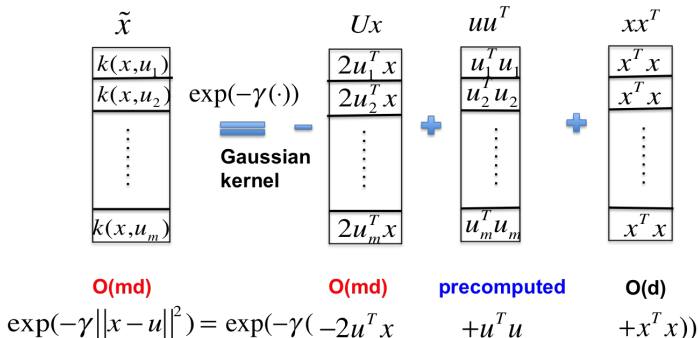 x̃ Ux uu^T xx^T
k(x,u_1) exp(−γ(·)) 2u_1^T x u_1^T u_1 x^T x
k(x,u_2) = − 2u_2^T x + u_2^T u_2 + x^T x
Gaussian
kernel
k(x,u_m) 2u_m^T x u_m^T u_m x^T x
O(md) O(md) precomputed O(d)
exp(−γ||x − u||^2) = exp(−γ( −2u^T x +u^T u +x^T x))